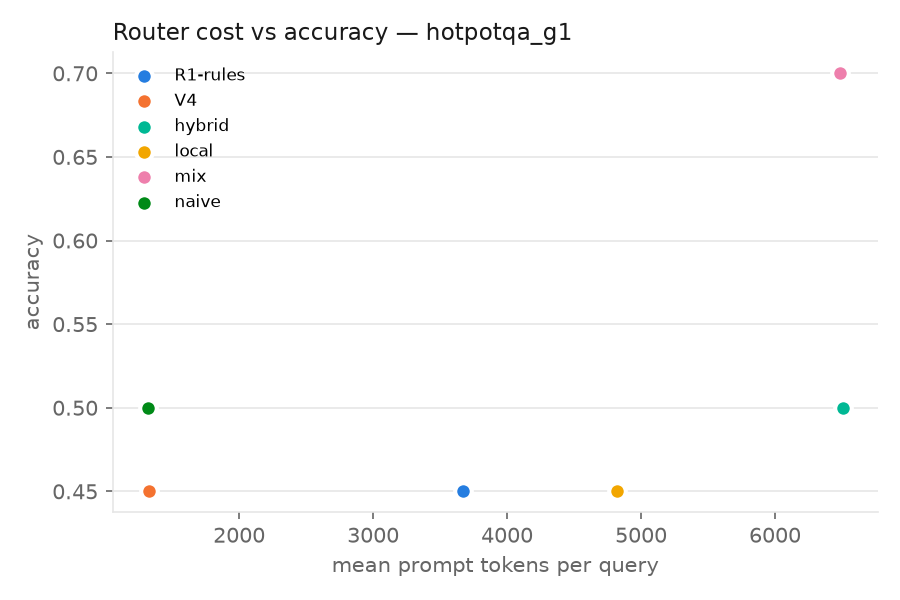 Router cost vs accuracy — hotpotqa_g1
R1-rules
V4
hybrid
local
mix
naive
0.70
0.65
0.60
0.55
0.50
0.45
accuracy
2000 3000 4000 5000 6000
mean prompt tokens per query